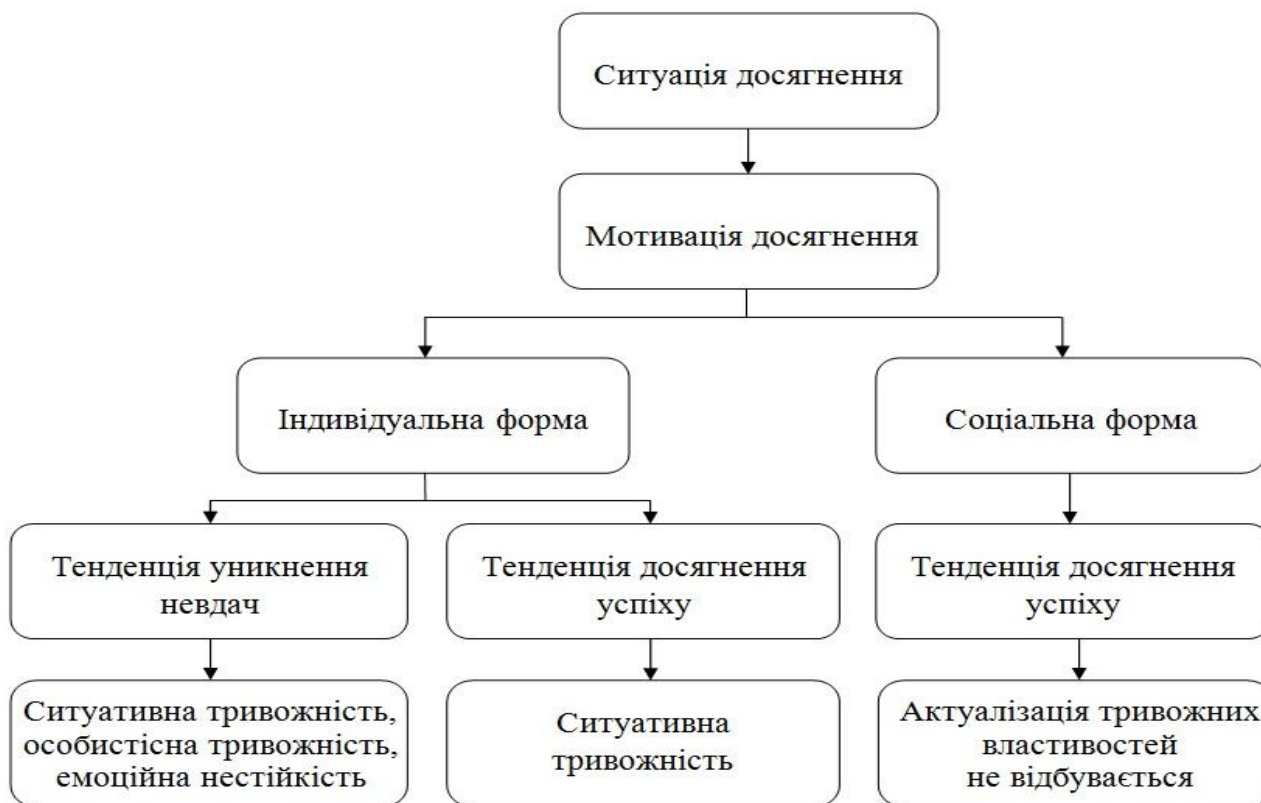 Ситуація досягнення
Мотивація досягнення
Індивідуальна форма
Соціальна форма
Тенденція уникнення
невдач
Тенденція досягнення
успіху
Тенденція досягнення
успіху
Ситуативна тривожність,
особистісна тривожність,
емоційна нестійкість
Ситуативна
тривожність
Актуалізація тривожних
властивостей
не відбувається